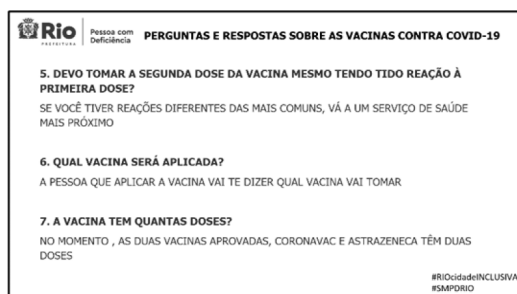 Rio
PREFEITURA
Pessoa com
Deficiência
PERGUNTAS E RESPOSTAS SOBRE AS VACINAS CONTRA COVID-19
5. DEVO TOMAR A SEGUNDA DOSE DA VACINA MESMO TENDO TIDO REAÇÃO À
PRIMEIRA DOSE?
SE VOCÊ TIVER REAÇÕES DIFERENTES DAS MAIS COMUNS, VÁ A UM SERVIÇO DE SAÚDE
MAIS PRÓXIMO
6. QUAL VACINA SERÁ APLICADA?
A PESSOA QUE APLICAR A VACINA VAI TE DIZER QUAL VACINA VAI TOMAR
7. A VACINA TEM QUANTAS DOSES?
NO MOMENTO , AS DUAS VACINAS APROVADAS, CORONAVAC E ASTRAZENECA TÊM DUAS
DOSES
#RIOcidadeINCLUSIVA
#SMPDRIO